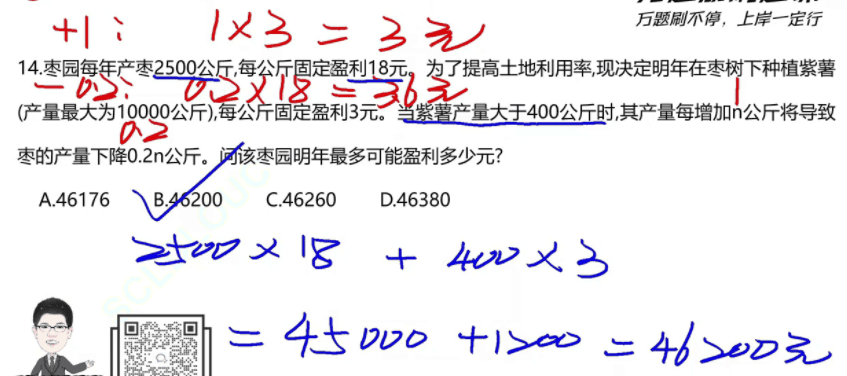 万题刷不停，上岸一定行
+1： 1×3=3元
14.枣园每年产枣2500公斤,每公斤固定盈利18元。为了提高土地利用率,现决定明年在枣树下种植紫薯
-0.2： 0.2×18=3.6元
1
(产量最大为10000公斤),每公斤固定盈利3元。当紫薯产量大于400公斤时,其产量每增加n公斤将导致
0.2
枣的产量下降0.2n公斤。问该枣园明年最多可能盈利多少元?
A.46176 B.46200 C.46260 D.46380
2500×18 + 400×3
=45000 +1200 =46200元